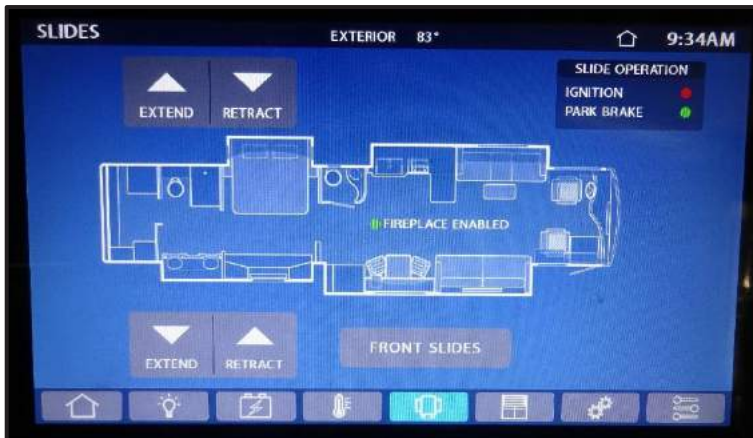 SLIDES
EXTERIOR 83°
9:34AM
EXTEND
RETRACT
SLIDE OPERATION
IGNITION
PARK BRAKE
FIREPLACE ENABLED
EXTEND
RETRACT
FRONT SLIDES